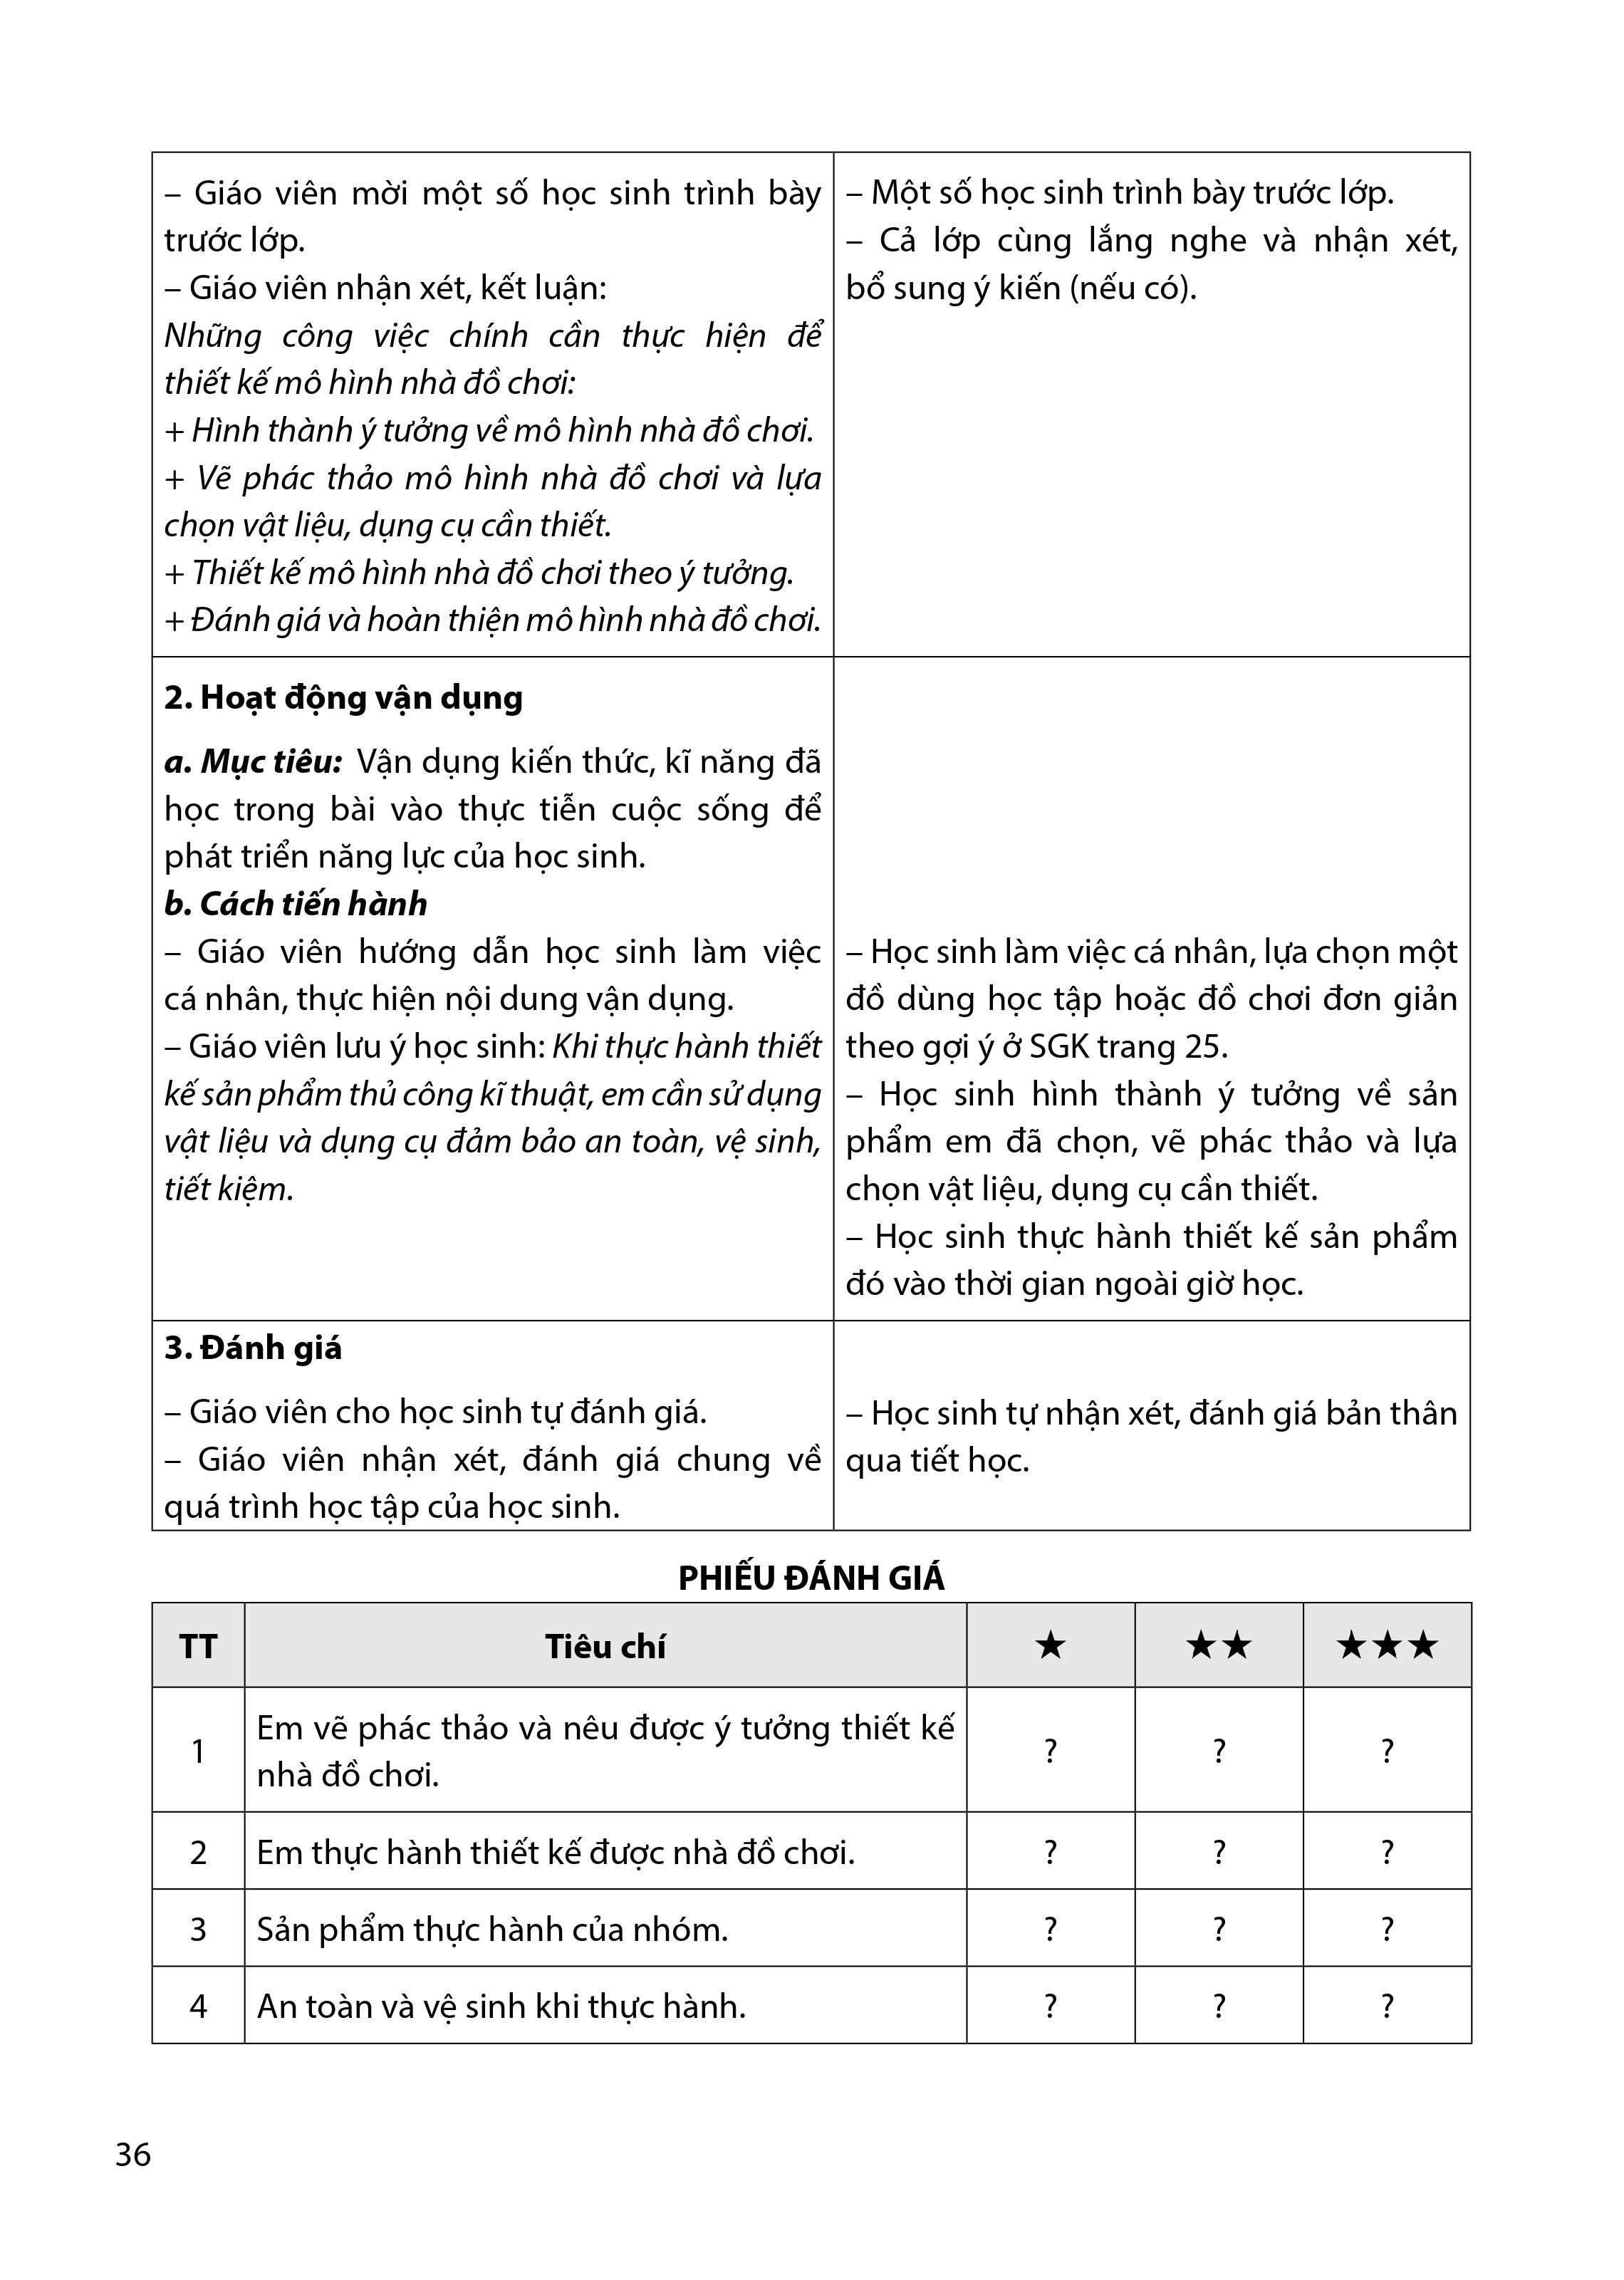 – Giáo viên mời một số học sinh trình bày
trước lớp.
– Giáo viên nhận xét, kết luận:
Những công việc chính cần thực hiện để
thiết kế mô hình nhà đồ chơi:
+ Hình thành ý tưởng về mô hình nhà đồ chơi.
+ Vẽ phác thảo mô hình nhà đồ chơi và lựa
chọn vật liệu, dụng cụ cần thiết.
+ Thiết kế mô hình nhà đồ chơi theo ý tưởng.
+ Đánh giá và hoàn thiện mô hình nhà đồ chơi.
– Một số học sinh trình bày trước lớp.
– Cả lớp cùng lắng nghe và nhận xét,
bổ sung ý kiến (nếu có).
2. Hoạt động vận dụng
a. Mục tiêu: Vận dụng kiến thức, kĩ năng đã
học trong bài vào thực tiễn cuộc sống để
phát triển năng lực của học sinh.
b. Cách tiến hành
– Giáo viên hướng dẫn học sinh làm việc
cá nhân, thực hiện nội dung vận dụng.
– Giáo viên lưu ý học sinh: Khi thực hành thiết
kế sản phẩm thủ công kĩ thuật, em cần sử dụng
vật liệu và dụng cụ đảm bảo an toàn, vệ sinh,
tiết kiệm.
– Học sinh làm việc cá nhân, lựa chọn một
đồ dùng học tập hoặc đồ chơi đơn giản
theo gợi ý ở SGK trang 25.
– Học sinh hình thành ý tưởng về sản
phẩm em đã chọn, vẽ phác thảo và lựa
chọn vật liệu, dụng cụ cần thiết.
– Học sinh thực hành thiết kế sản phẩm
đó vào thời gian ngoài giờ học.
3. Đánh giá
– Giáo viên cho học sinh tự đánh giá.
– Giáo viên nhận xét, đánh giá chung về
quá trình học tập của học sinh.
– Học sinh tự nhận xét, đánh giá bản thân
qua tiết học.
PHIẾU ĐÁNH GIÁ
TT Tiêu chí ★ ★★ ★★★
1 Em vẽ phác thảo và nêu được ý tưởng thiết kế
nhà đồ chơi. ? ? ?
2 Em thực hành thiết kế được nhà đồ chơi. ? ? ?
3 Sản phẩm thực hành của nhóm. ? ? ?
4 An toàn và vệ sinh khi thực hành. ? ? ?
36